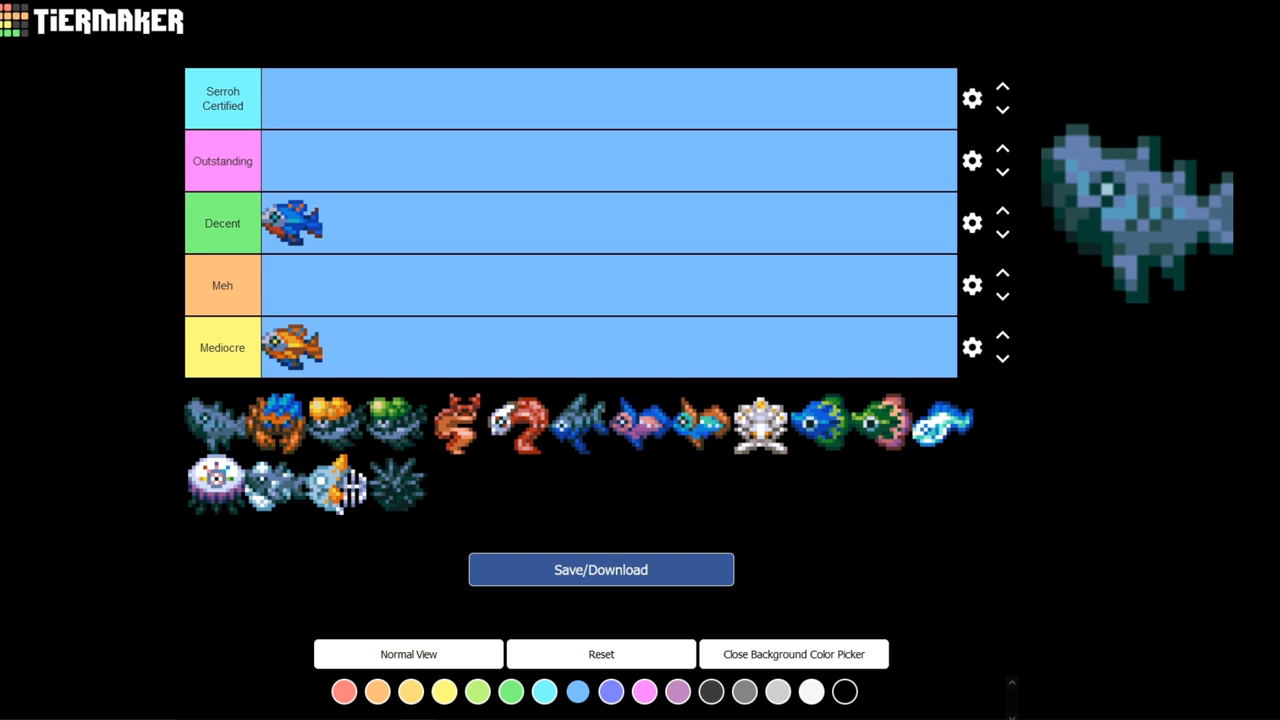 TiERMAKER
Serroh
Certified
Outstanding
Decent
Meh
Mediocre
Save/Download
Normal View
Reset
Close Background Color Picker